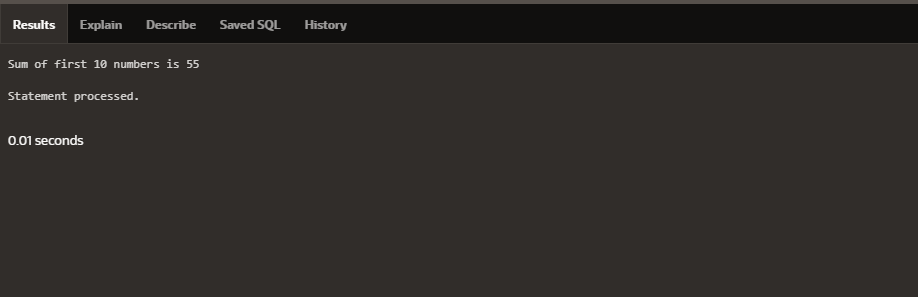 Results Explain Describe Saved SQL History
Sum of first 10 numbers is 55
Statement processed.
0.01 seconds